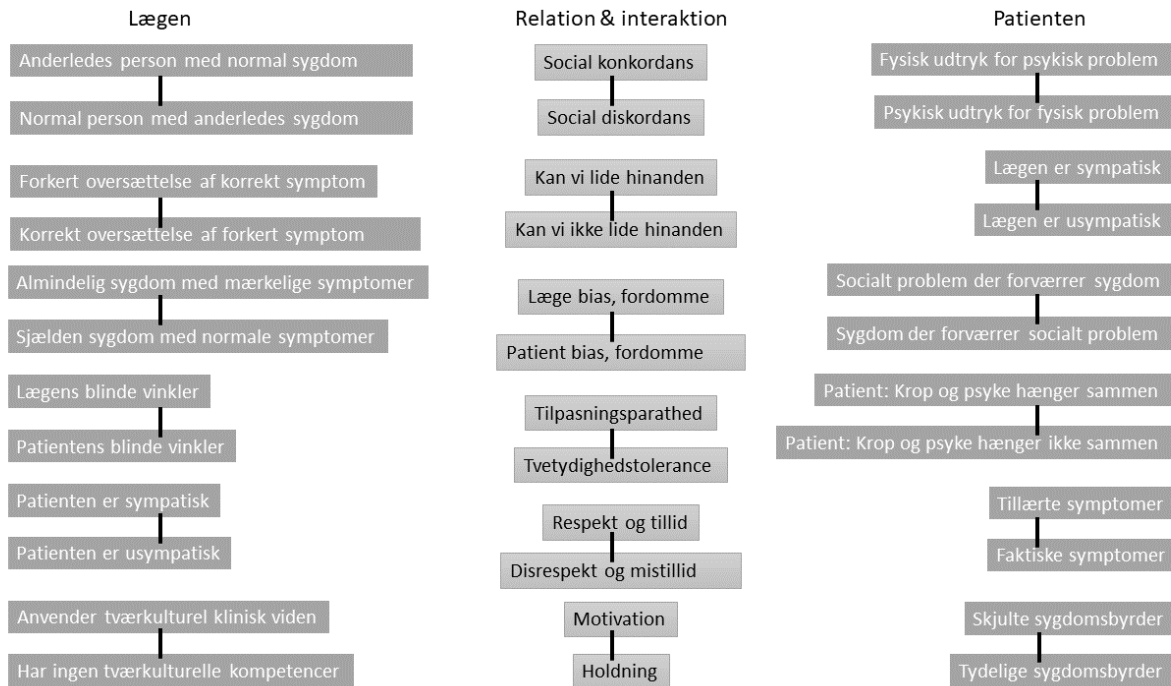 Lægen
Anderledes person med normal sygdom
Normal person med anderledes sygdom
Forkert oversættelse af korrekt symptom
Korrekt oversættelse af forkert symptom
Almindelig sygdom med mærkelige symptomer
Sjælden sygdom med normale symptomer
Lægens blinde vinkler
Patientens blinde vinkler
Patienten er sympatisk
Patienten er usympatisk
Anvender tværkulturel klinisk viden
Har ingen tværkulturelle kompetencer
Relation & interaktion
Social konkordans
Social diskordans
Kan vi lide hinanden
Kan vi ikke lide hinanden
Læge bias, fordomme
Patient bias, fordomme
Tilpasningsparathed
Tvetydighedstolerance
Respekt og tillid
Disrespekt og mistillid
Motivation
Holdning
Patienten
Fysisk udtryk for psykisk problem
Psykisk udtryk for fysisk problem
Lægen er sympatisk
Lægen er usympatisk
Socialt problem der forværrer sygdom
Sygdom der forværrer socialt problem
Patient: Krop og psyke hænger sammen
Patient: Krop og psyke hænger ikke sammen
Tillærte symptomer
Faktiske symptomer
Skjulte sygdomsbyrder
Tydelige sygdomsbyrder